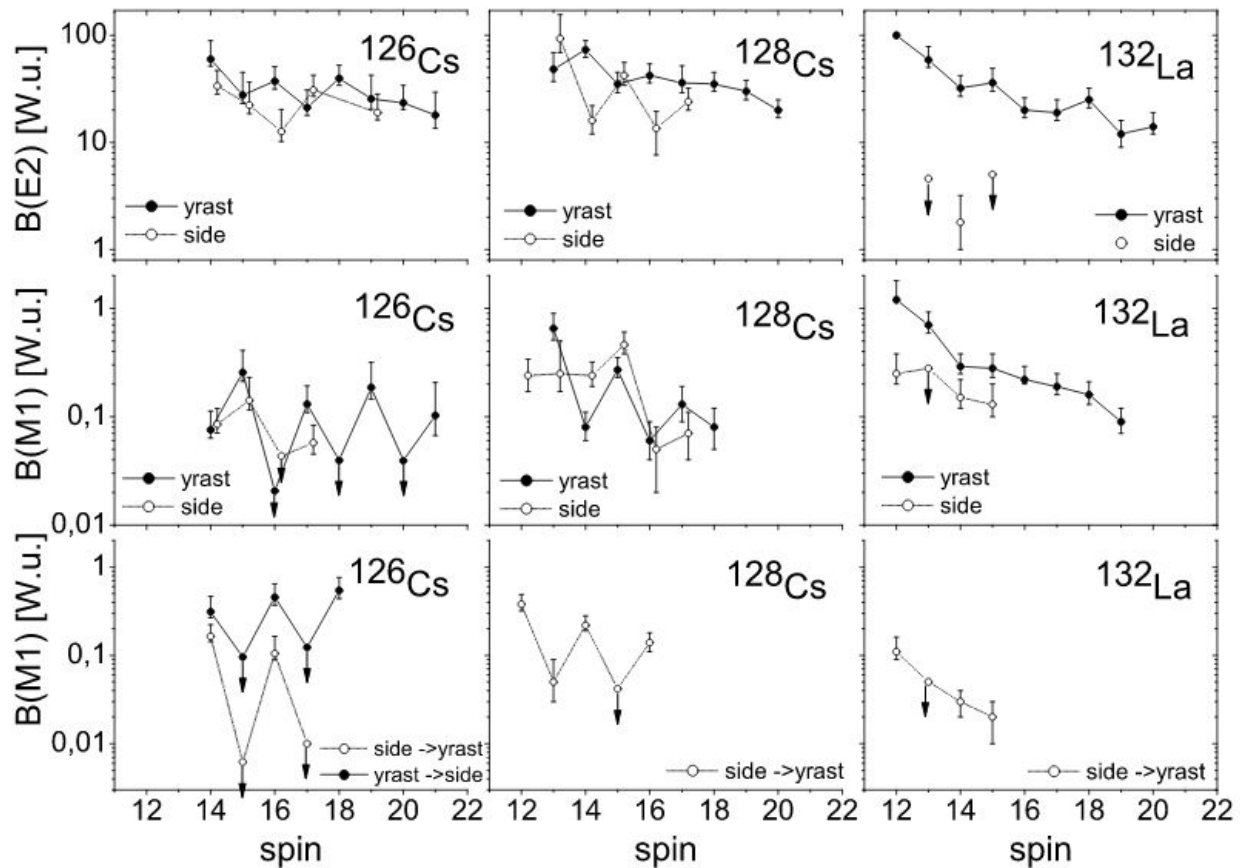 B(E2) [W.u.]
100
10
1
126Cs
yrast
side
128Cs
yrast
side
132La
yrast
side
B(M1) [W.u.]
1
0,1
0,01
126Cs
yrast
side
128Cs
yrast
side
132La
yrast
side
B(M1) [W.u.]
1
0,1
0,01
126Cs
side ->yrast
yrast ->side
128Cs
side ->yrast
132La
side ->yrast
12 14 16 18 20 22
12 14 16 18 20 22
12 14 16 18 20 22
spin
spin
spin